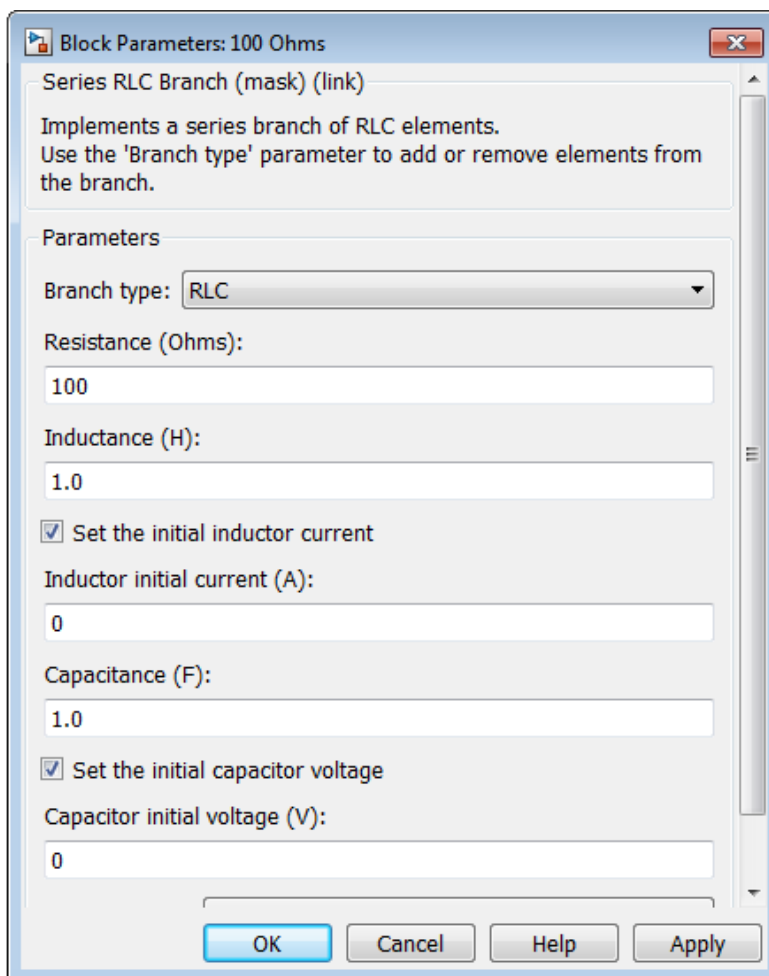 Block Parameters: 100 Ohms
Series RLC Branch (mask) (link)
Implements a series branch of RLC elements.
Use the 'Branch type' parameter to add or remove elements from
the branch.
Parameters
Branch type: RLC
Resistance (Ohms):
100
Inductance (H):
1.0
Set the initial inductor current
Inductor initial current (A):
0
Capacitance (F):
1.0
Set the initial capacitor voltage
Capacitor initial voltage (V):
0
OK Cancel Help Apply